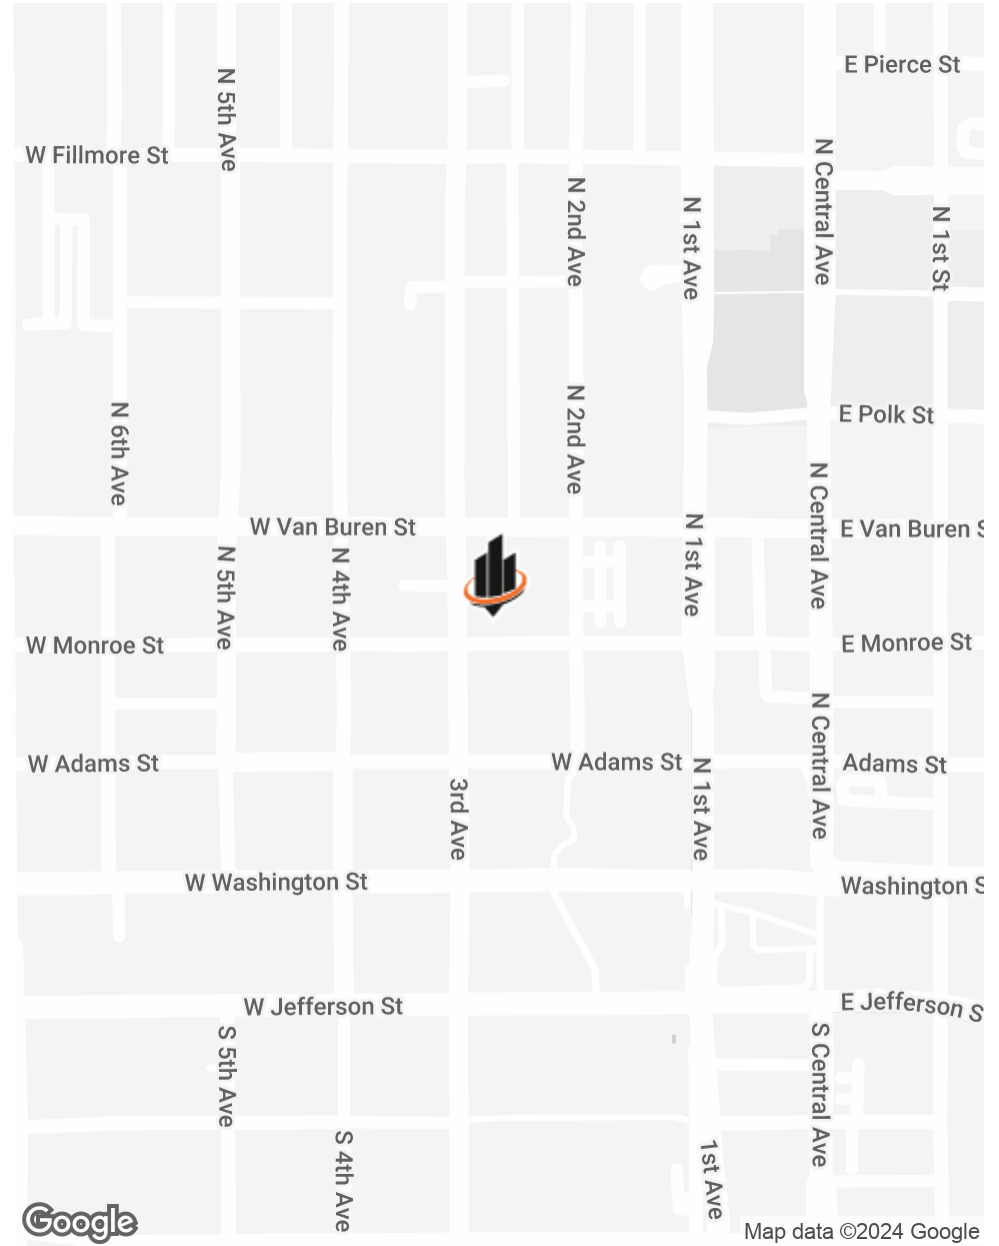 E Pierce St
N 5th Ave
W Fillmore St
N Central Ave
N 2nd Ave
N 1st Ave
N 1st St
N 2nd Ave
N 6th Ave
E Polk St
N Central Ave
W Van Buren St
N 1st Ave
E Van Buren S
N 5th Ave
N 4th Ave
W Monroe St
E Monroe St
N Central Ave
W Adams St
W Adams St
N 1st Ave
Adams St
3rd Ave
W Washington St
Washington S
W Jefferson St
E Jefferson S
S 5th Ave
S Central Ave
S 4th Ave
1st Ave
Google
Map data ©2024 Google